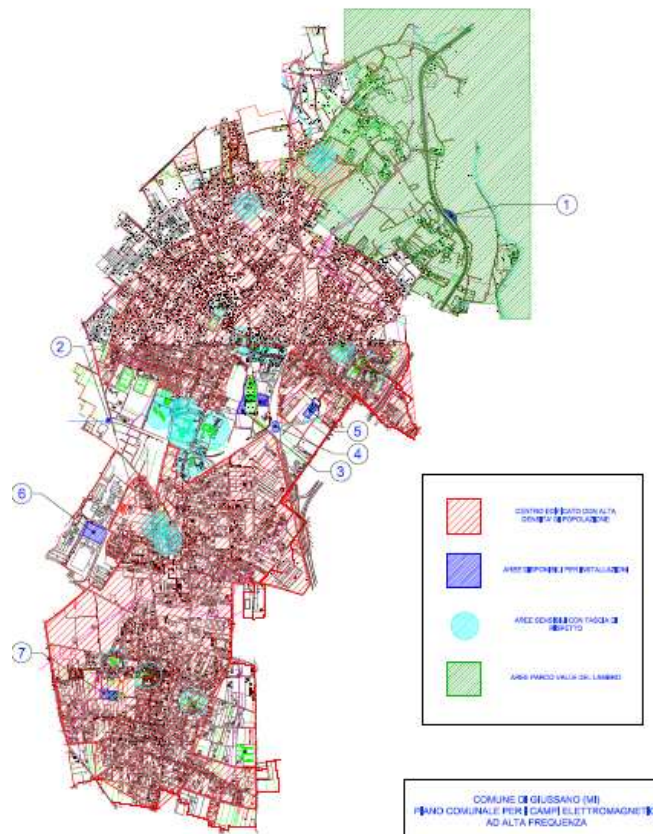 1
2
5
4
3
6
7
CENTRO EDIFICATO CON ALTA
DENSITA' DI POPOLAZIONE
AREE DISPONIBILI PER INSTALLAZIONI
AREE SENSIBILI CON FASCIA DI
RISPETTO
AREE PARCO VALLE DEL LAMBRO
COMUNE DI GIUSSANO (MI)
PIANO COMUNALE PER I CAMPI ELETTROMAGNETIC
AD ALTA FREQUENZA